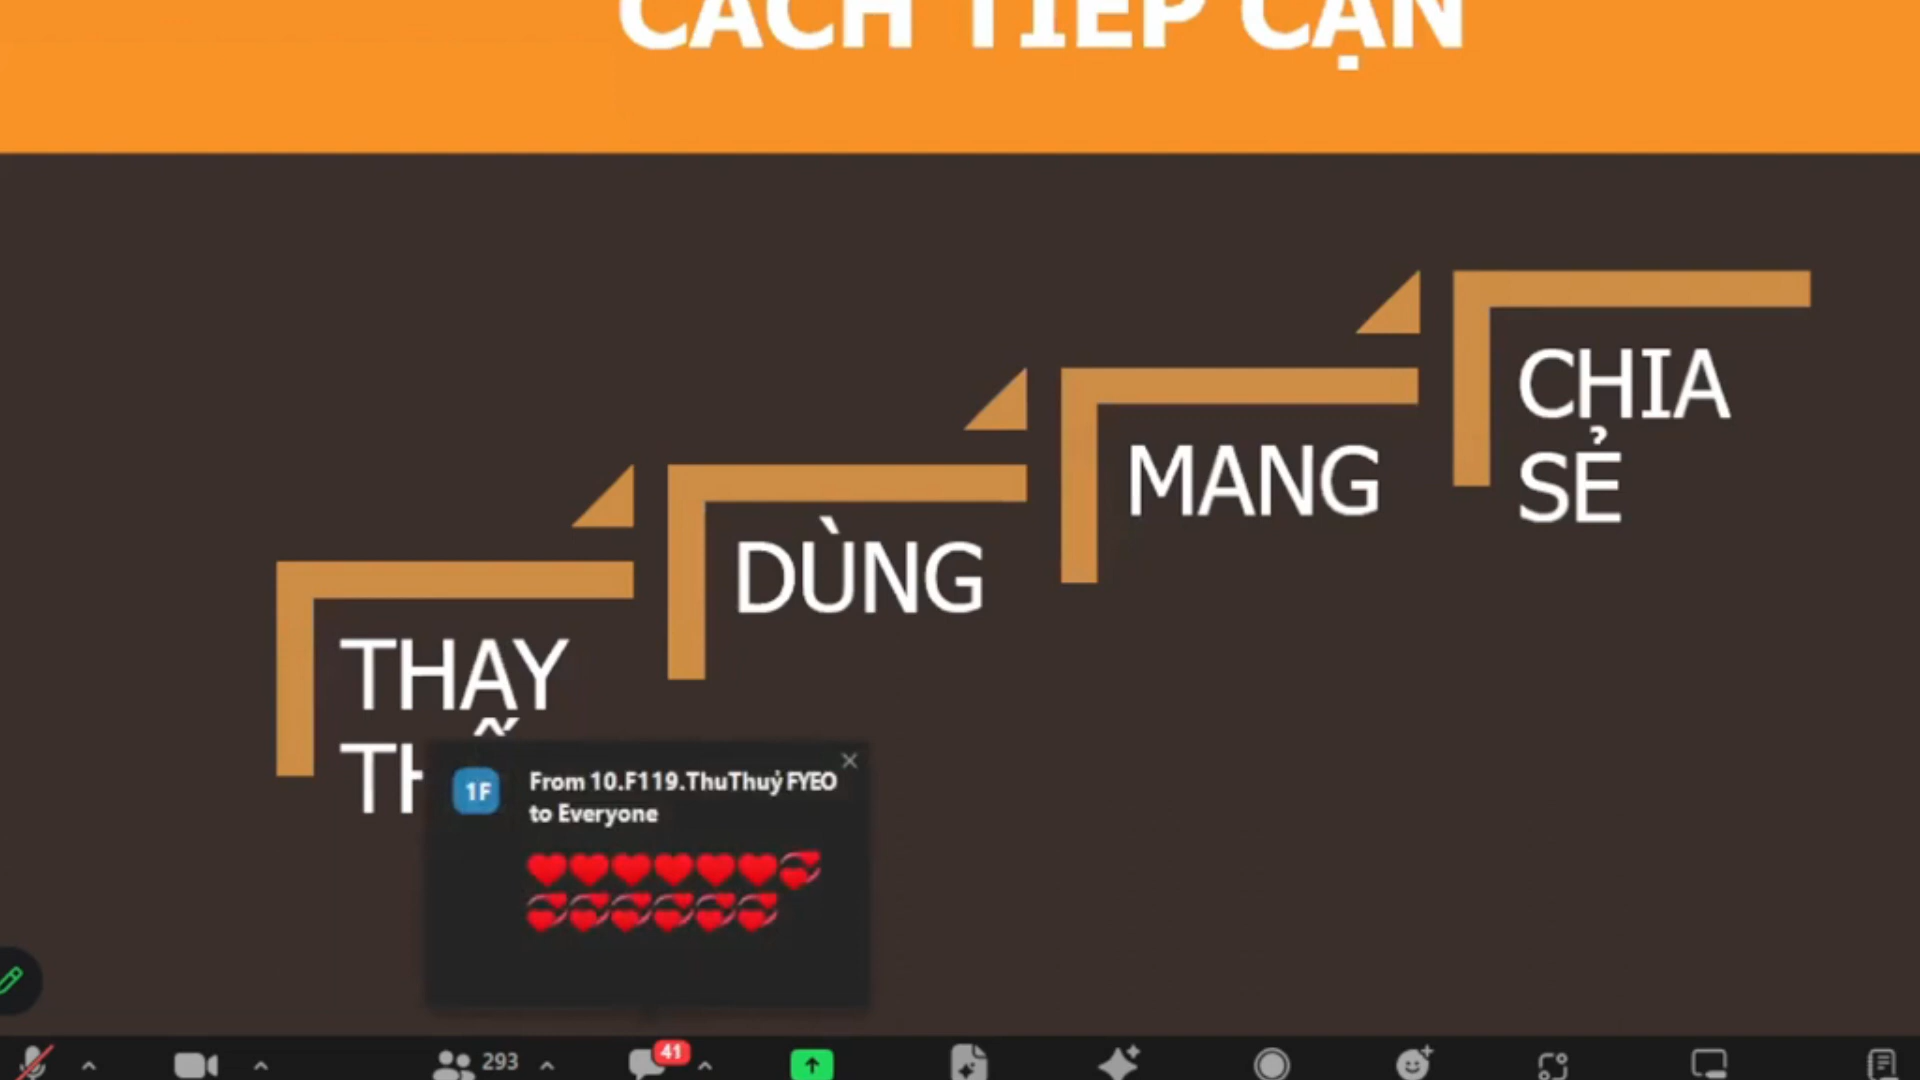 CÁCH TIẾP CẬN
CHIA
SẺ
MANG
DÙNG
THAY
From 10.F119.ThuThuỷ FYEO
to Everyone
❤️❤️❤️❤️❤️❤️💞
💞💞💞💞💞💞
1F
293
41